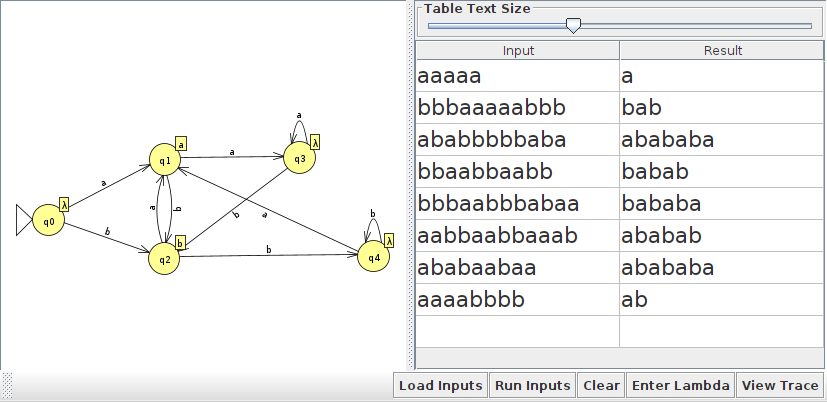 Table Text Size
Input Result
aaaaa a
bbbaaaaabbb bab
ababbbbbaba abababa
bbaabbaabb babab
bbbaabbbabaa bababa
aabbaabbaaab ababab
ababaabaa abababa
aaaabbbb ab
a
λ
a
q1
a
q3
λ
a
q0
λ
a
b
b
a
b
b
q2
b
b
b
q4
λ
Load Inputs Run Inputs Clear Enter Lambda View Trace